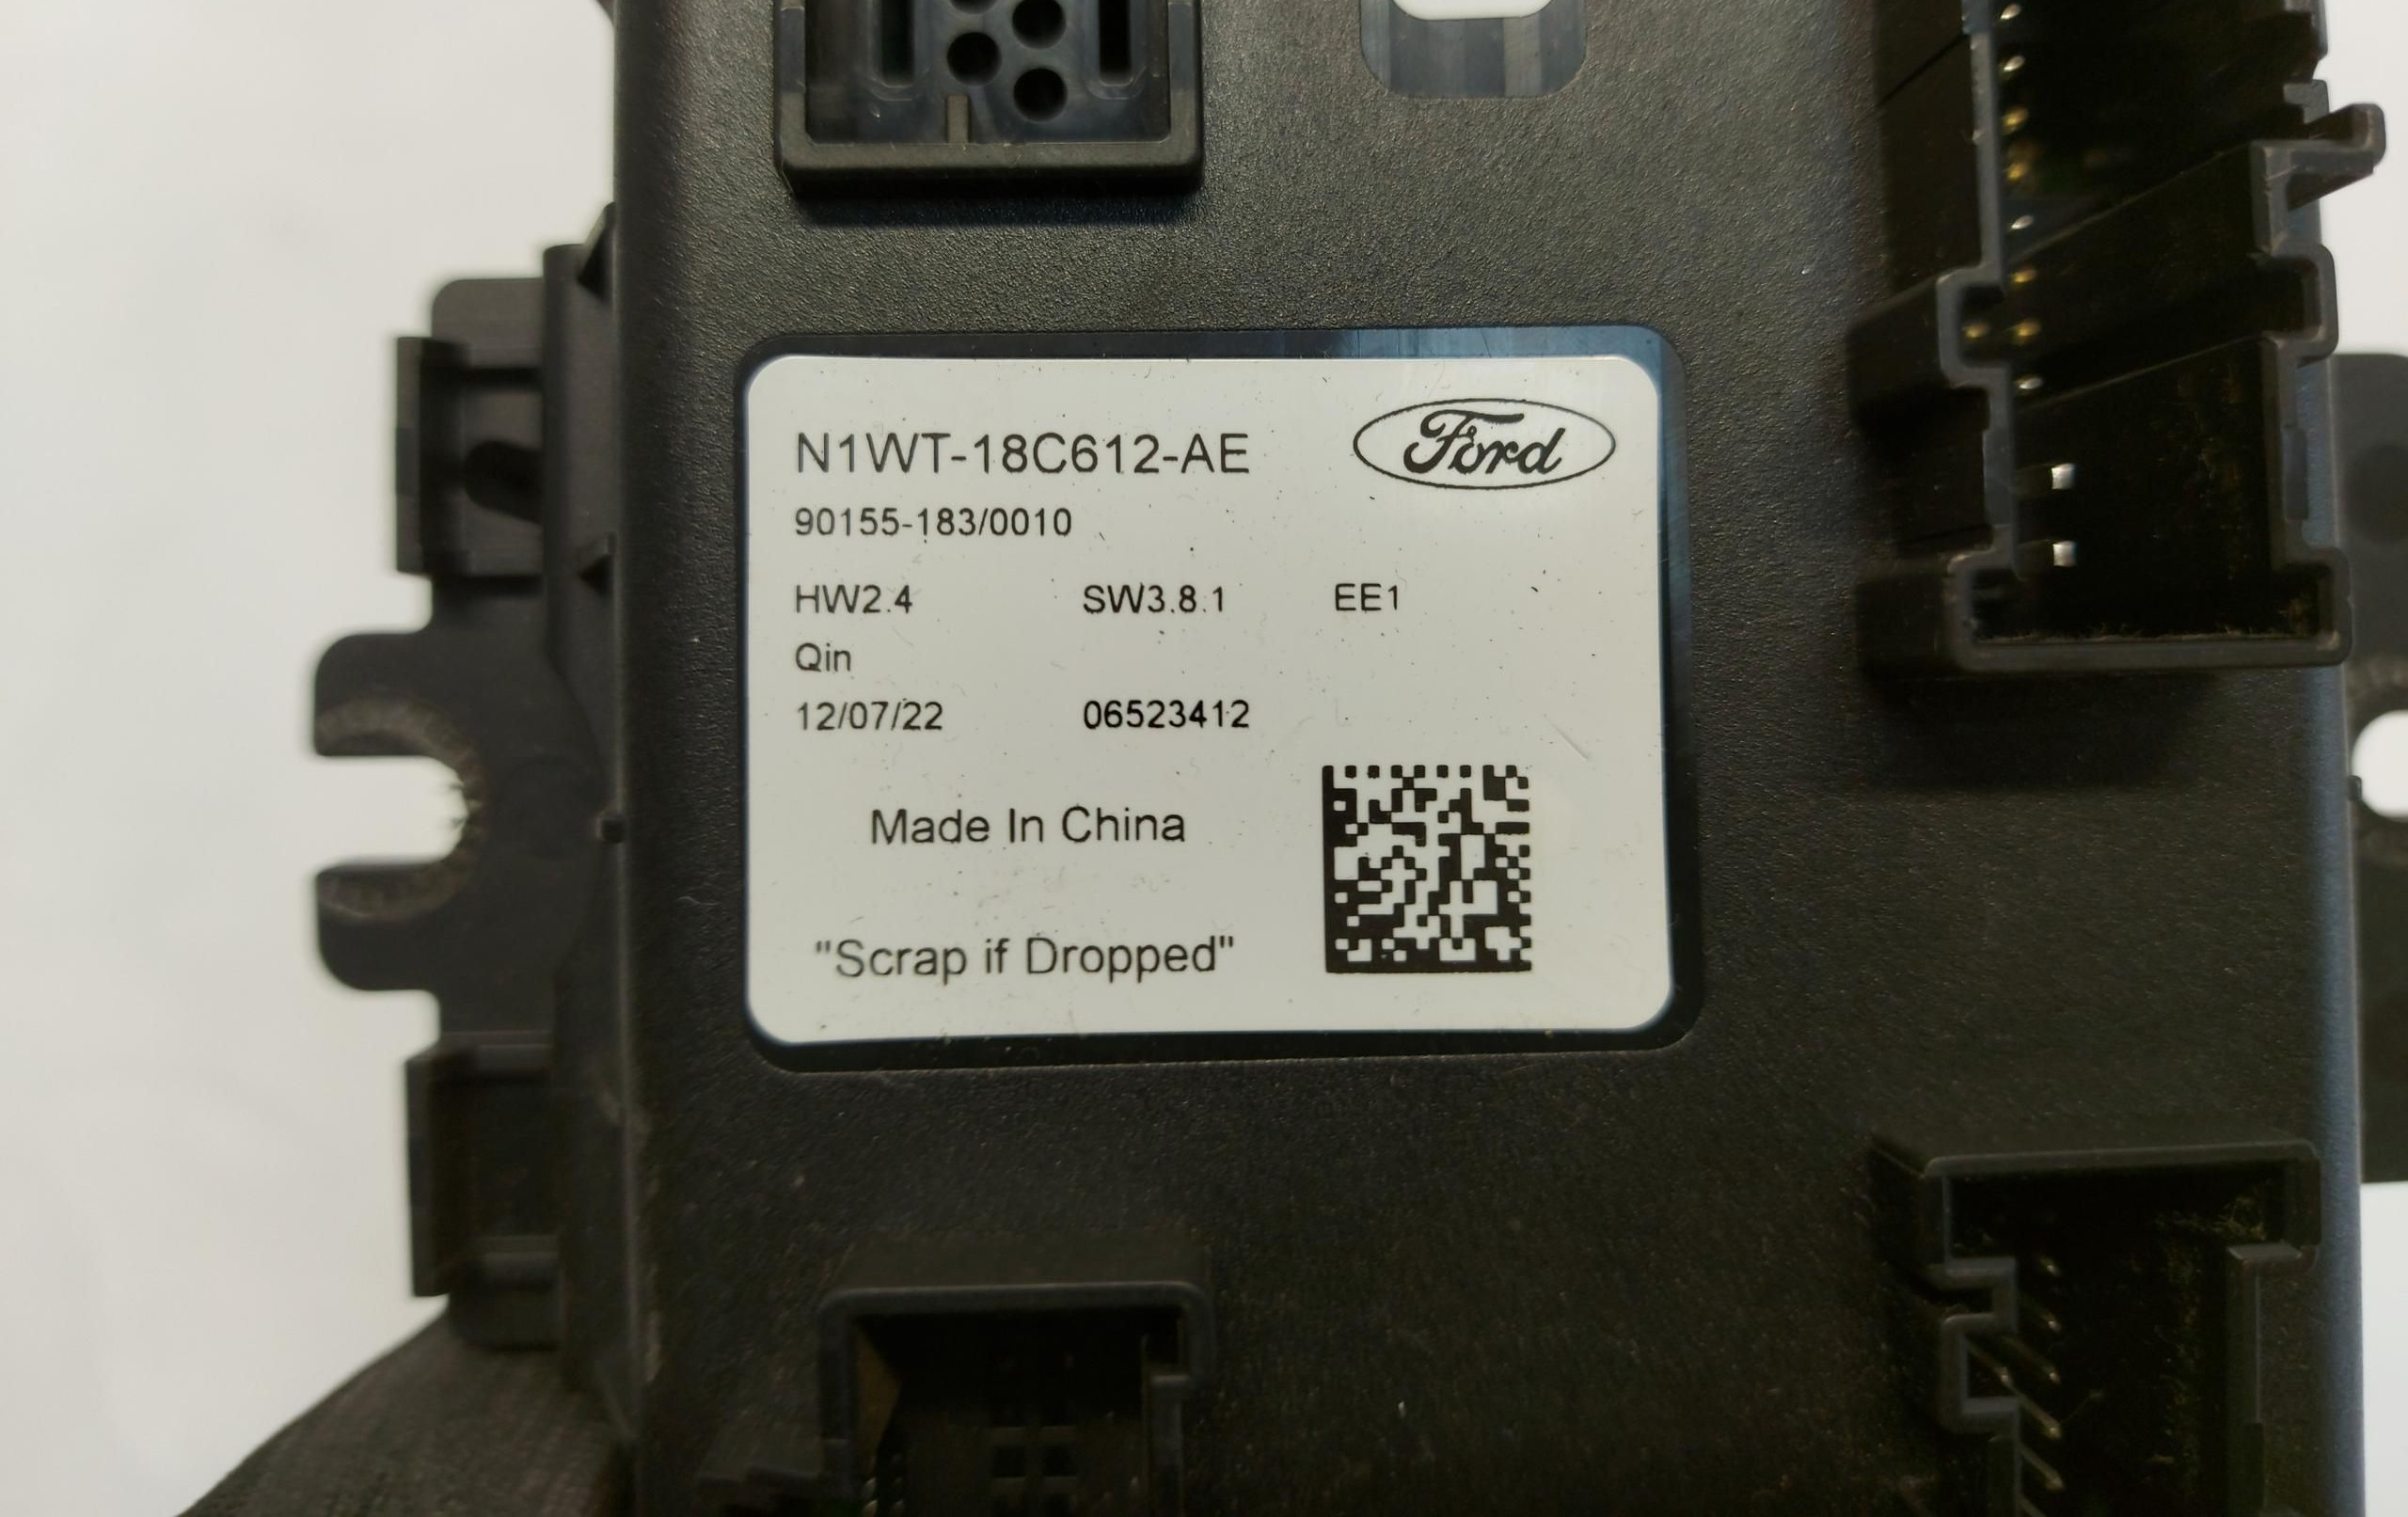 N1WT-18C612-AE Ford
90155-183/0010
HW2.4 SW3.8.1 EE1
Qin
12/07/22 06523412
Made In China
"Scrap if Dropped"